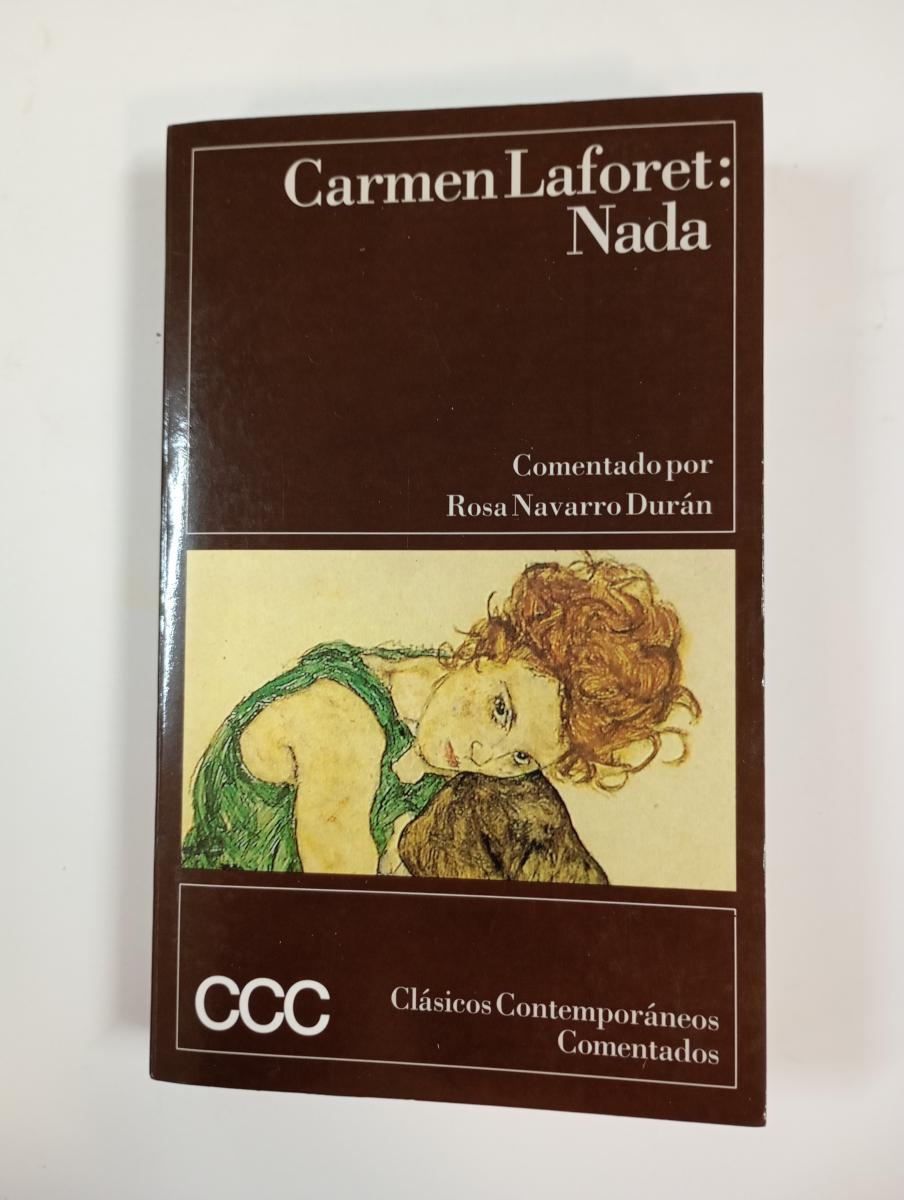 Carmen Laforet:
Nada
Comentado por
Rosa Navarro Durán
CCC
Clásicos Contemporáneos
Comentados